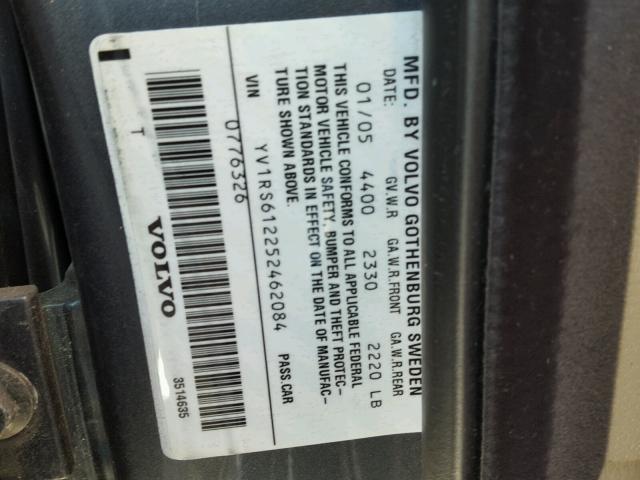 MFD. BY VOLVO GOTHENBURG SWEDEN
DATE: GV.W.R GA.W.R.FRONT GA.W.R.REAR
01/05 4400 2330 2220 LB
THIS VEHICLE CONFORMS TO ALL APPLICABLE FEDERAL
MOTOR VEHICLE SAFETY, BUMPER AND THEFT PROTEC-
TION STANDARDS IN EFFECT ON THE DATE OF MANUFAC-
TURE SHOWN ABOVE.
VIN YV1RS612252462084 PASS.CAR
0776326
T VOLVO 3514635